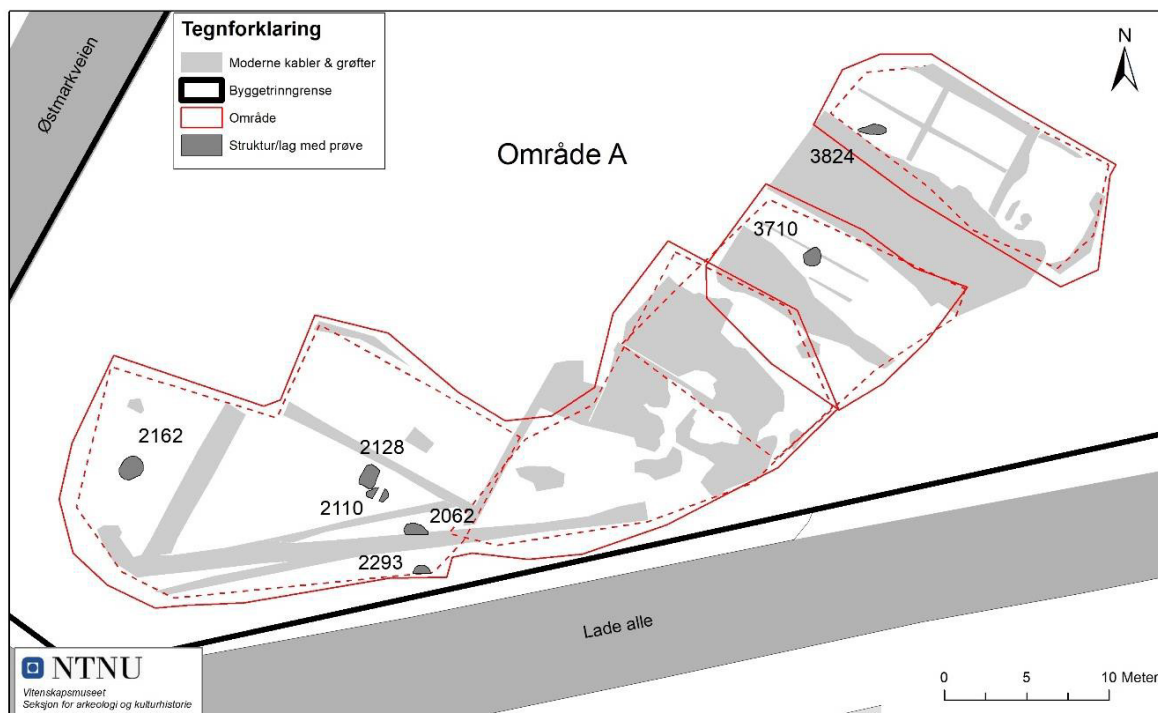 Østmarkveien
Tegnforklaring
Moderne kabler & grøfter
Byggetrinngrense
Område
Struktur/lag med prøve
N
Område A
3824
3710
2162
2128
2110
2062
2293
Lade alle
NTNU
Vitenskapsmuseet
Seksjon for arkeologi og kulturhistorie
0 5 10 Meter